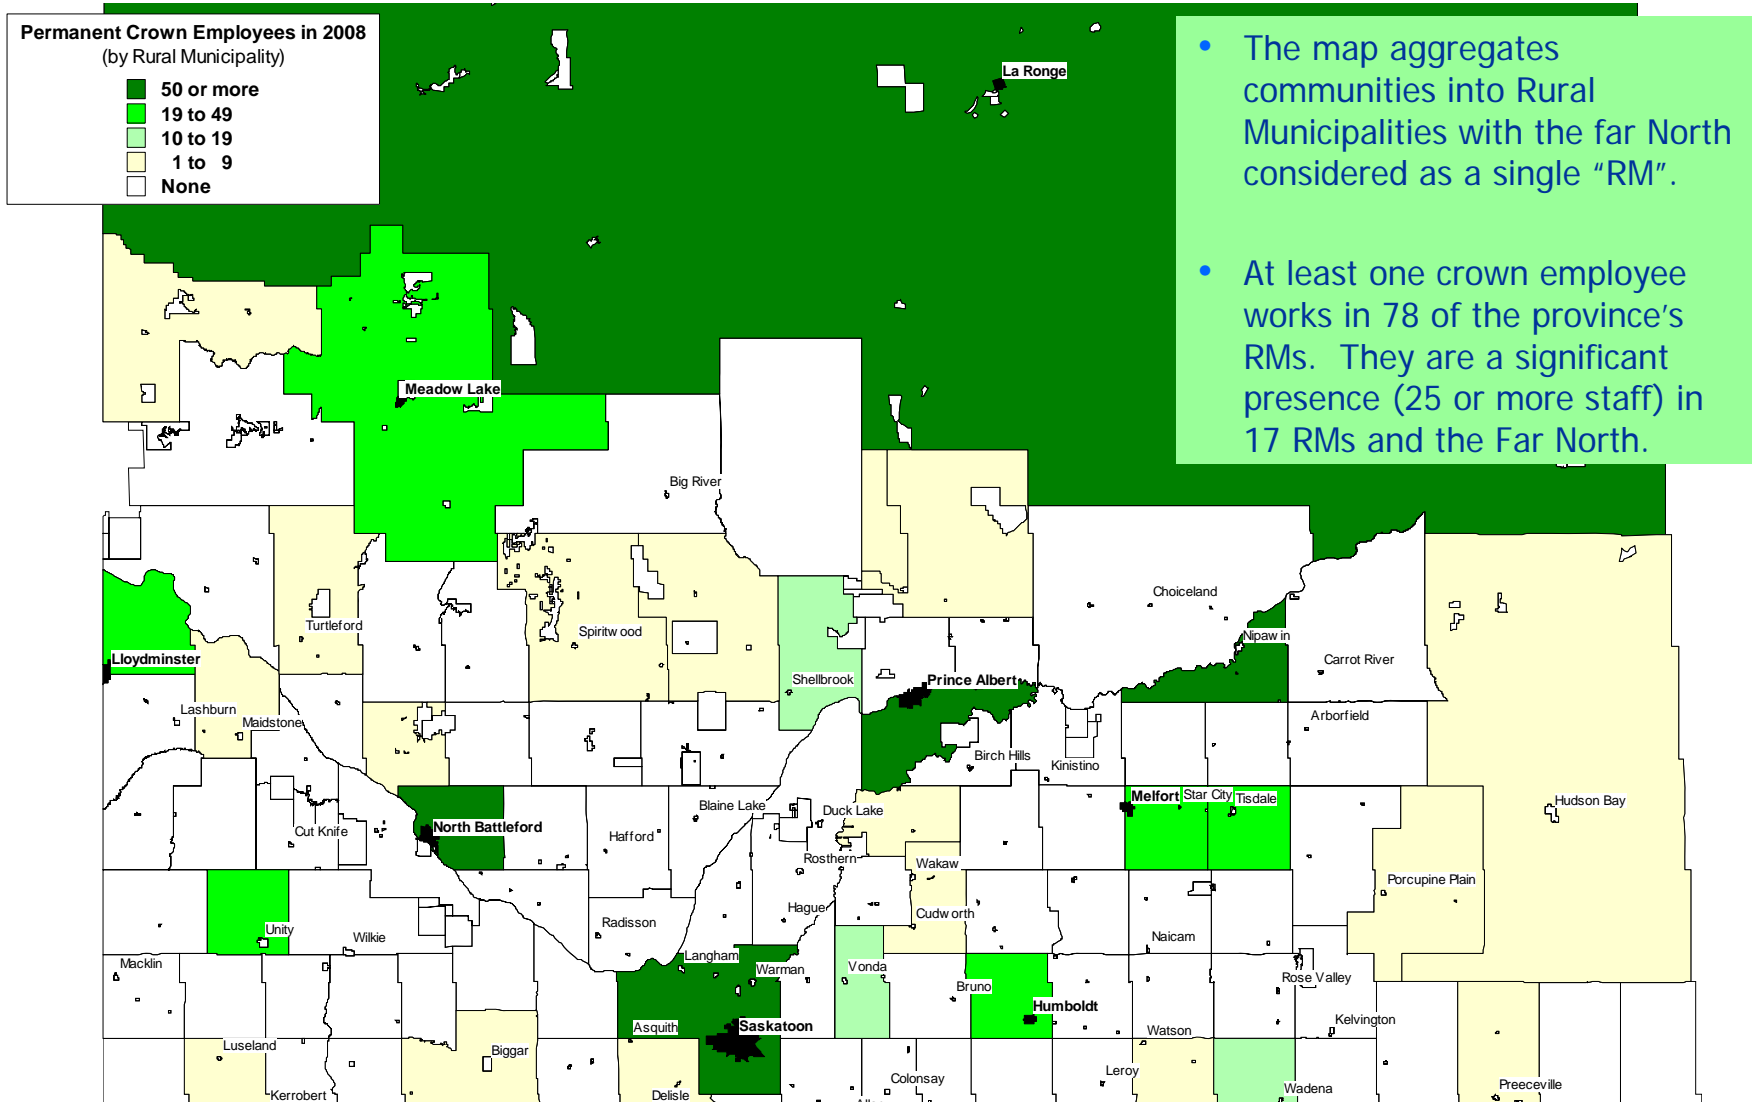 Permanent Crown Employees in 2008
(by Rural Municipality)
50 or more
19 to 49
10 to 19
1 to 9
None
• The map aggregates
communities into Rural
Municipalities with the far North
considered as a single “RM”.
• At least one crown employee
works in 78 of the province’s
RMs. They are a significant
presence (25 or more staff) in
17 RMs and the Far North.
La Ronge
Meadow Lake
Big River
Choiceland
Turtleford
Spiritwood
Nipawin
Lloydminster
Carrot River
Shellbrook
Prince Albert
Lashburn
Maidstone
Arborfield
Birch Hills
Kinistino
Melfort
Star City
Tisdale
Hudson Bay
Blaine Lake
Duck Lake
Cut Knife
North Battleford
Hafford
Rosthern
Wakaw
Porcupine Plain
Hague
Cudworth
Radisson
Unity
Wilkie
Naicam
Langham
Macklin
Warman
Vonda
Rose Valley
Bruno
Humboldt
Asquith
Saskatoon
Kelvington
Watson
Luseland
Biggar
Leroy
Colonsay
Wadena
Preeceville
Kerrobert
Delisle